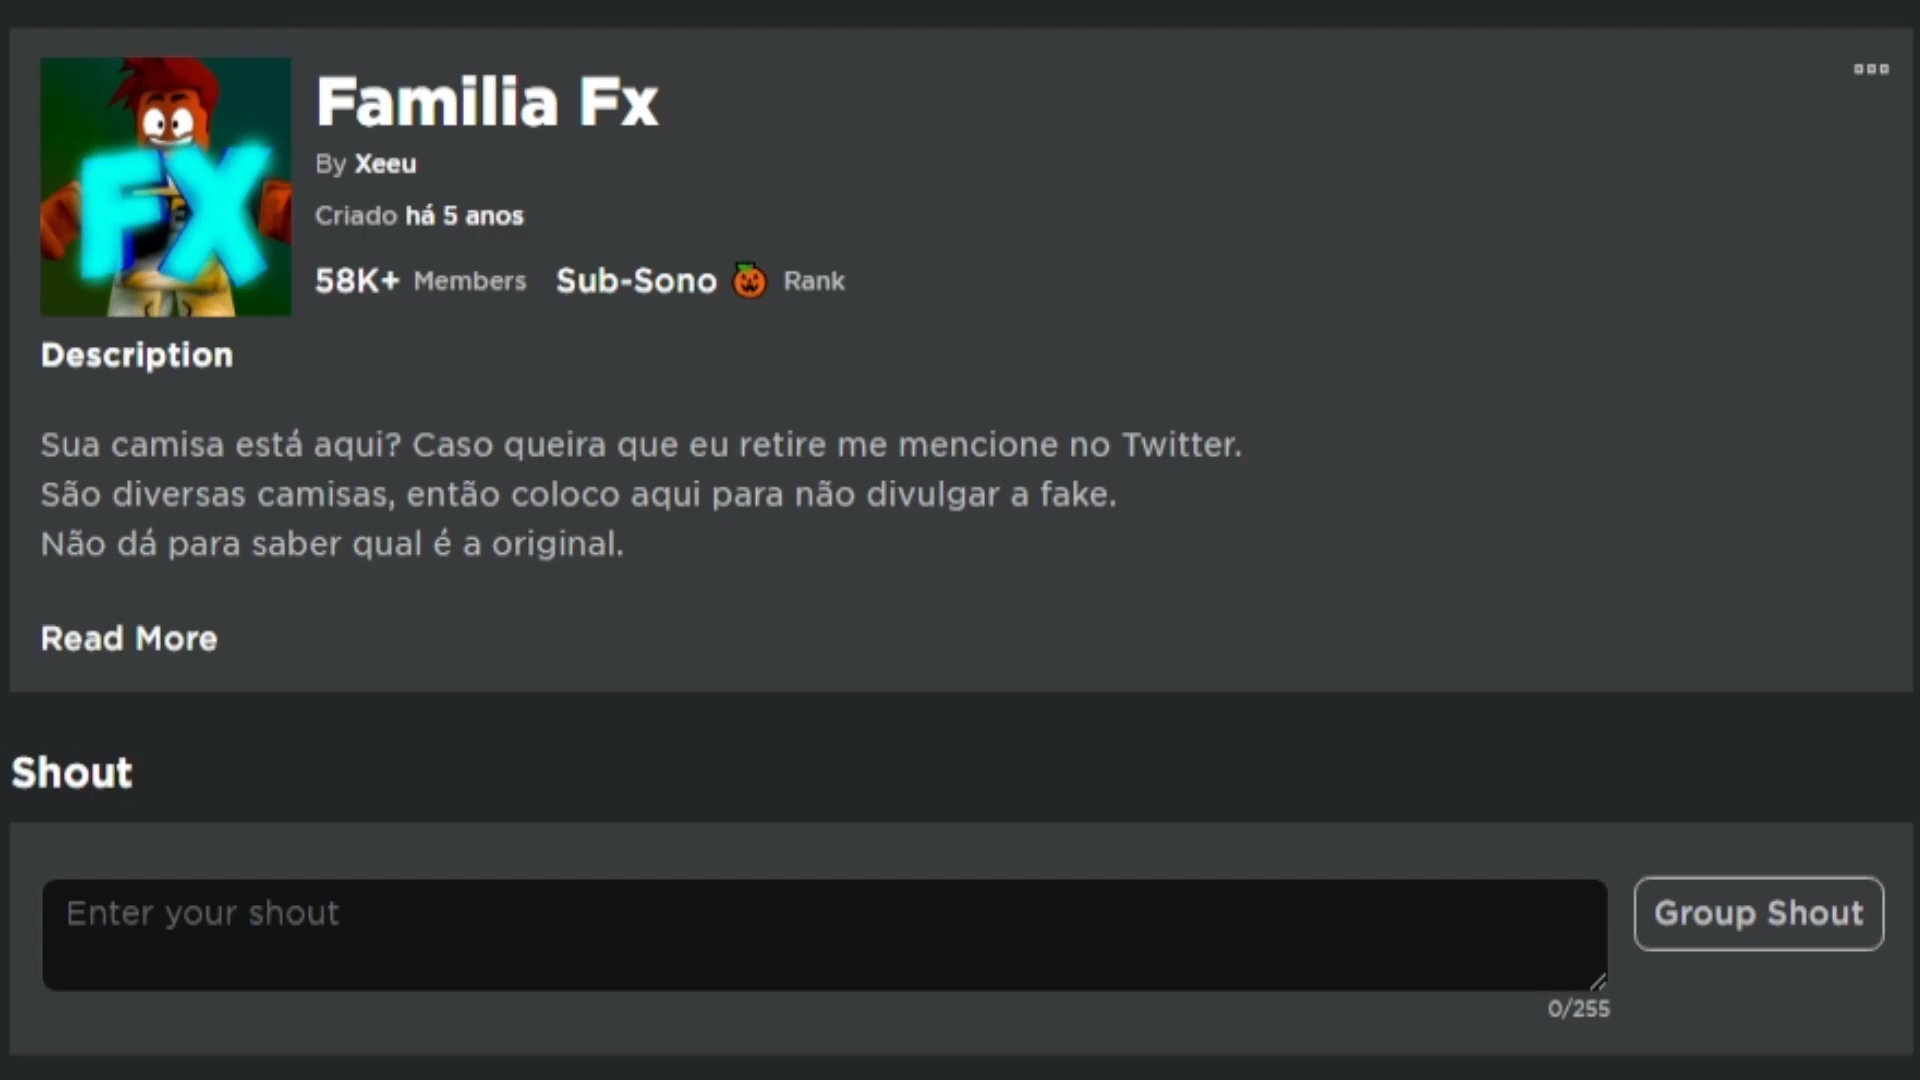 FX
Familia Fx
By Xeeu
Criado há 5 anos
58K+ Members Sub-Sono 🎃 Rank
Description
Sua camisa está aqui? Caso queira que eu retire me mencione no Twitter.
São diversas camisas, então coloco aqui para não divulgar a fake.
Não dá para saber qual é a original.
Read More
Shout
Enter your shout
Group Shout
0/255